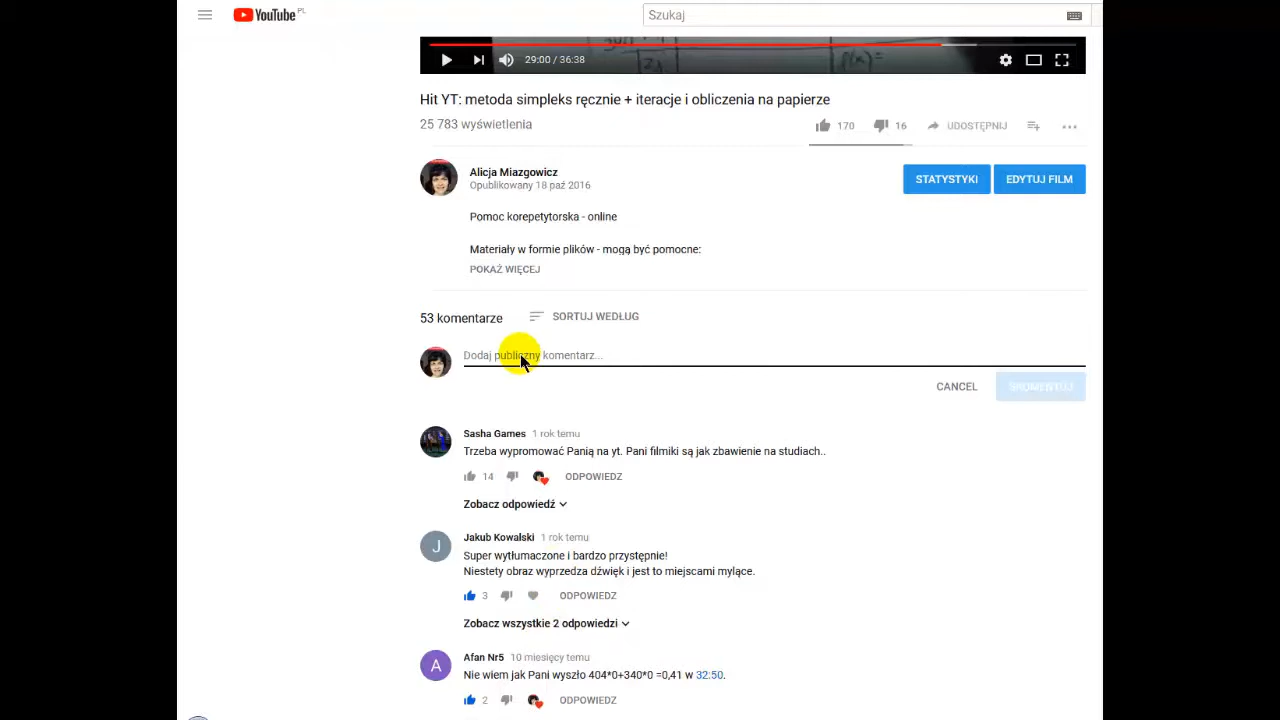 YouTube PL
Szukaj
29:00 / 36:38
Hit YT: metoda simpleks ręcznie + iteracje i obliczenia na papierze
25 783 wyświetlenia
170
16
UDOSTĘPNIJ
Alicja Miazgowicz
Opublikowany 18 paź 2016
STATYSTYKI
EDYTUJ FILM
Pomoc korepetytorska - online
Materiały w formie plików - mogą być pomocne:
POKAŻ WIĘCEJ
53 komentarze
SORTUJ WEDŁUG
Dodaj publiczny komentarz...
CANCEL
SKOMENTUJ
Sasha Games 1 rok temu
Trzeba wypromować Panią na yt. Pani filmiki są jak zbawienie na studiach..
14
ODPOWIEDZ
Zobacz odpowiedź
J
Jakub Kowalski 1 rok temu
Super wytłumaczone i bardzo przystępnie!
Niestety obraz wyprzedza dźwięk i jest to miejscami mylące.
3
ODPOWIEDZ
Zobacz wszystkie 2 odpowiedzi
A
Afan Nr5 10 miesięcy temu
Nie wiem jak Pani wyszło 404*0+340*0 =0,41 w 32:50.
2
ODPOWIEDZ